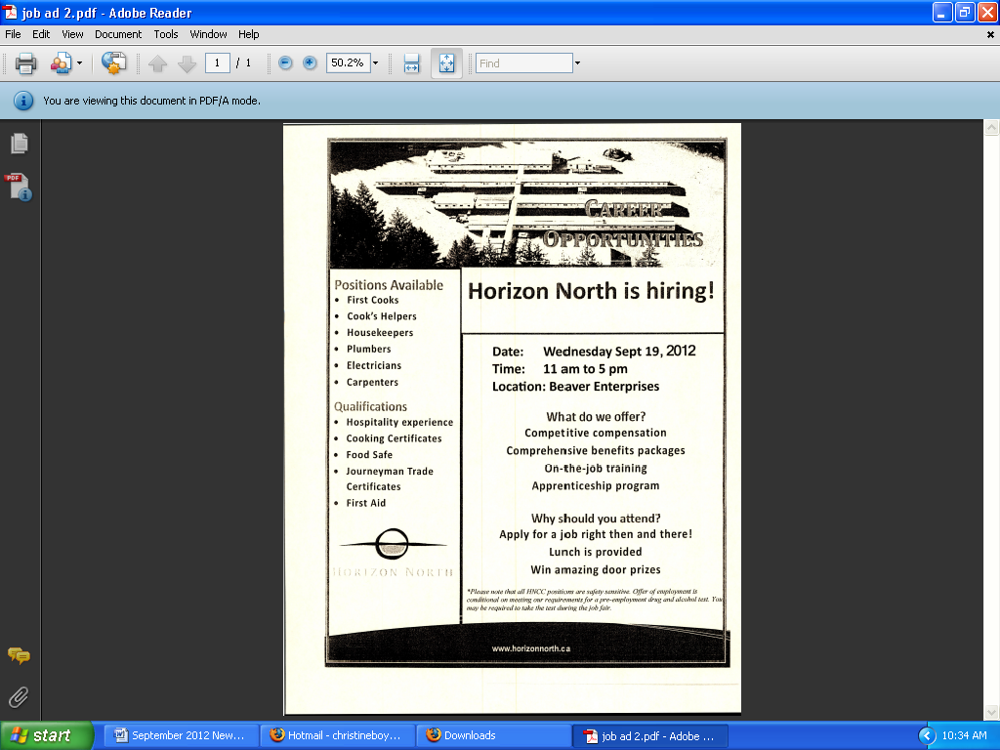 job ad 2.pdf - Adobe Reader
File Edit View Document Tools Window Help
1 / 1 50.2% Find
You are viewing this document in PDF/A mode.
CAREER
OPPORTUNITIES
Positions Available
• First Cooks
• Cook's Helpers
• Housekeepers
• Plumbers
• Electricians
• Carpenters
Qualifications
• Hospitality experience
• Cooking Certificates
• Food Safe
• Journeyman Trade
Certificates
• First Aid
HORIZON NORTH
Horizon North is hiring!
Date: Wednesday Sept 19, 2012
Time: 11 am to 5 pm
Location: Beaver Enterprises
What do we offer?
Competitive compensation
Comprehensive benefits packages
On-the-job training
Apprenticeship program
Why should you attend?
Apply for a job right then and there!
Lunch is provided
Win amazing door prizes
*Please note that all HNCC positions are safety sensitive. Offer of employment is
conditional on meeting our requirements for a pre-employment drug and alcohol test. You
may be required to take the test during the job fair.
www.horizonnorth.ca
start September 2012 New... Hotmail - christineboy... Downloads job ad 2.pdf - Adobe ... 10:34 AM